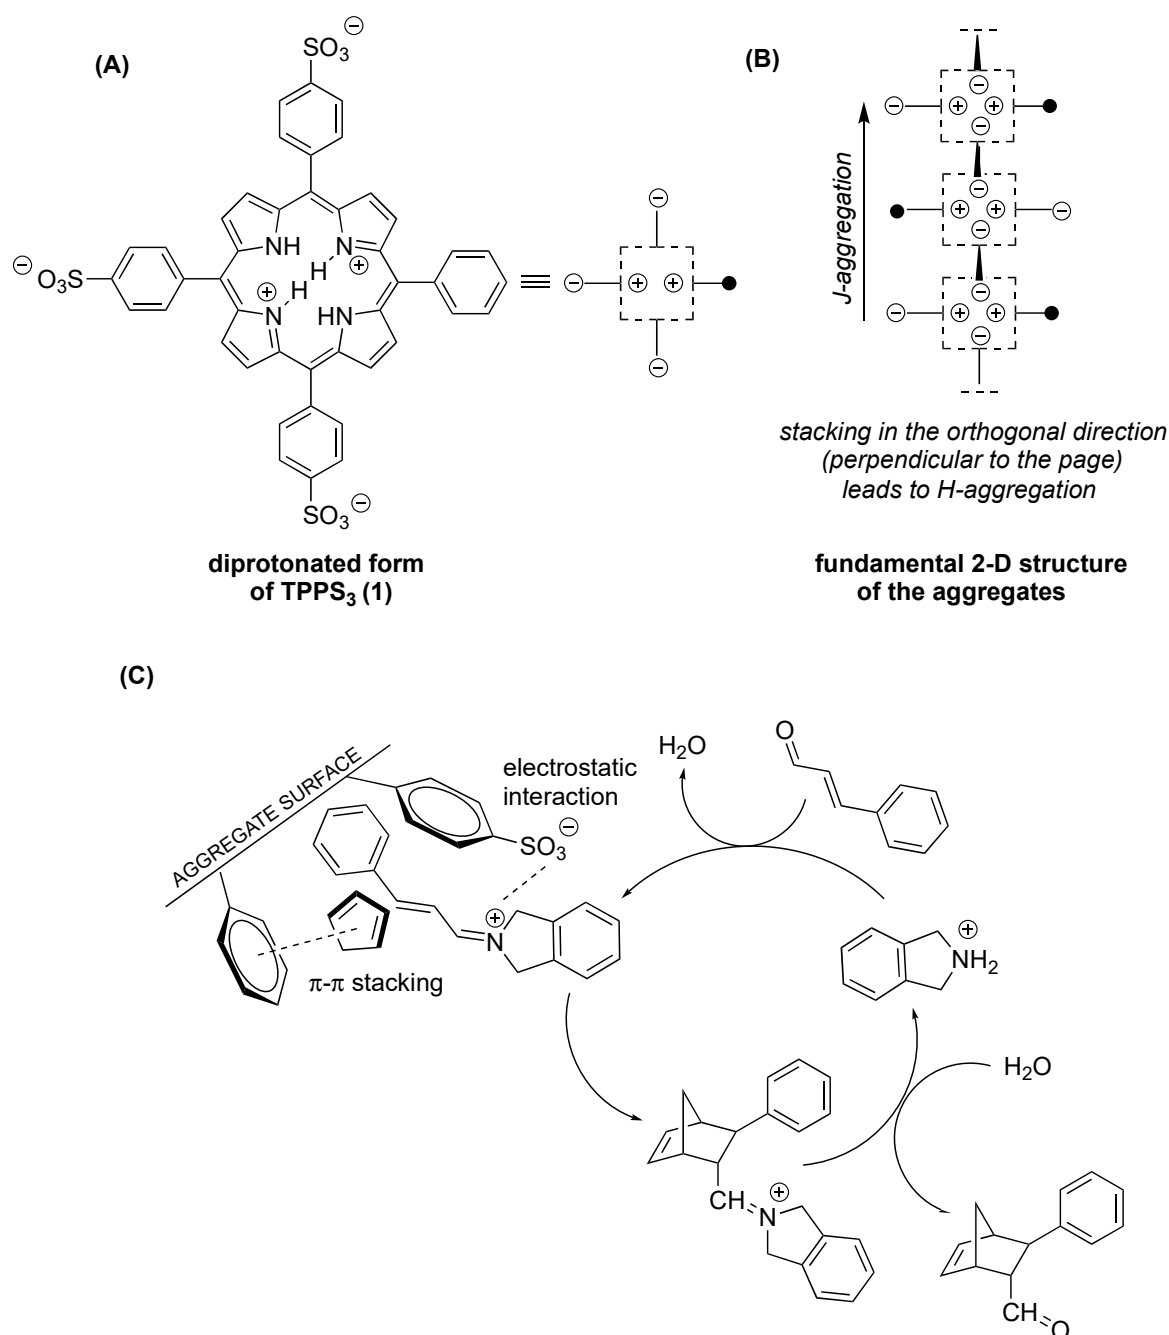 (A)
SO3 ⊖
⊖ O3S
NH
N
H
⊕
⊕
H
N
HN
SO3 ⊖
≡
⊖
⊖
⊕ ⊕
⊖
diprotonated form
of TPPS3 (1)
(B)
J-aggregation
⊖
⊖ ⊕ ⊕
⊖
⊖
⊕ ⊕ ⊖
⊖
⊖
⊖ ⊕ ⊕
⊖
stacking in the orthogonal direction
(perpendicular to the page)
leads to H-aggregation
fundamental 2-D structure
of the aggregates
(C)
AGGREGATE SURFACE
electrostatic
interaction
⊖
SO3
⊕
N
π-π stacking
H2O
O
⊕
NH2
H2O
CH
⊕
N
CH
O